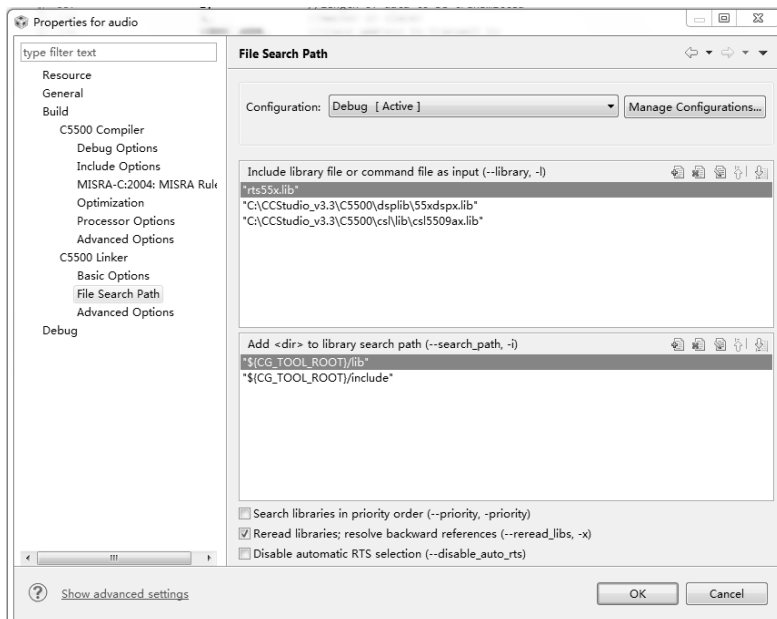 Properties for audio
type filter text
Resource
General
Build
C5500 Compiler
Debug Options
Include Options
MISRA-C:2004: MISRA Rule
Optimization
Processor Options
Advanced Options
C5500 Linker
Basic Options
File Search Path
Advanced Options
Debug
File Search Path
Configuration: Debug [ Active ] Manage Configurations...
Include library file or command file as input (--library, -l)
"rts55x.lib"
"C:\CCStudio_v3.3\C5500\dsplib\55xdspx.lib"
"C:\CCStudio_v3.3\C5500\csl\lib\csl5509ax.lib"
Add <dir> to library search path (--search_path, -i)
"${CG_TOOL_ROOT}/lib"
"${CG_TOOL_ROOT}/include"
Search libraries in priority order (--priority, -priority)
Reread libraries; resolve backward references (--reread_libs, -x)
Disable automatic RTS selection (--disable_auto_rts)
Show advanced settings
OK Cancel